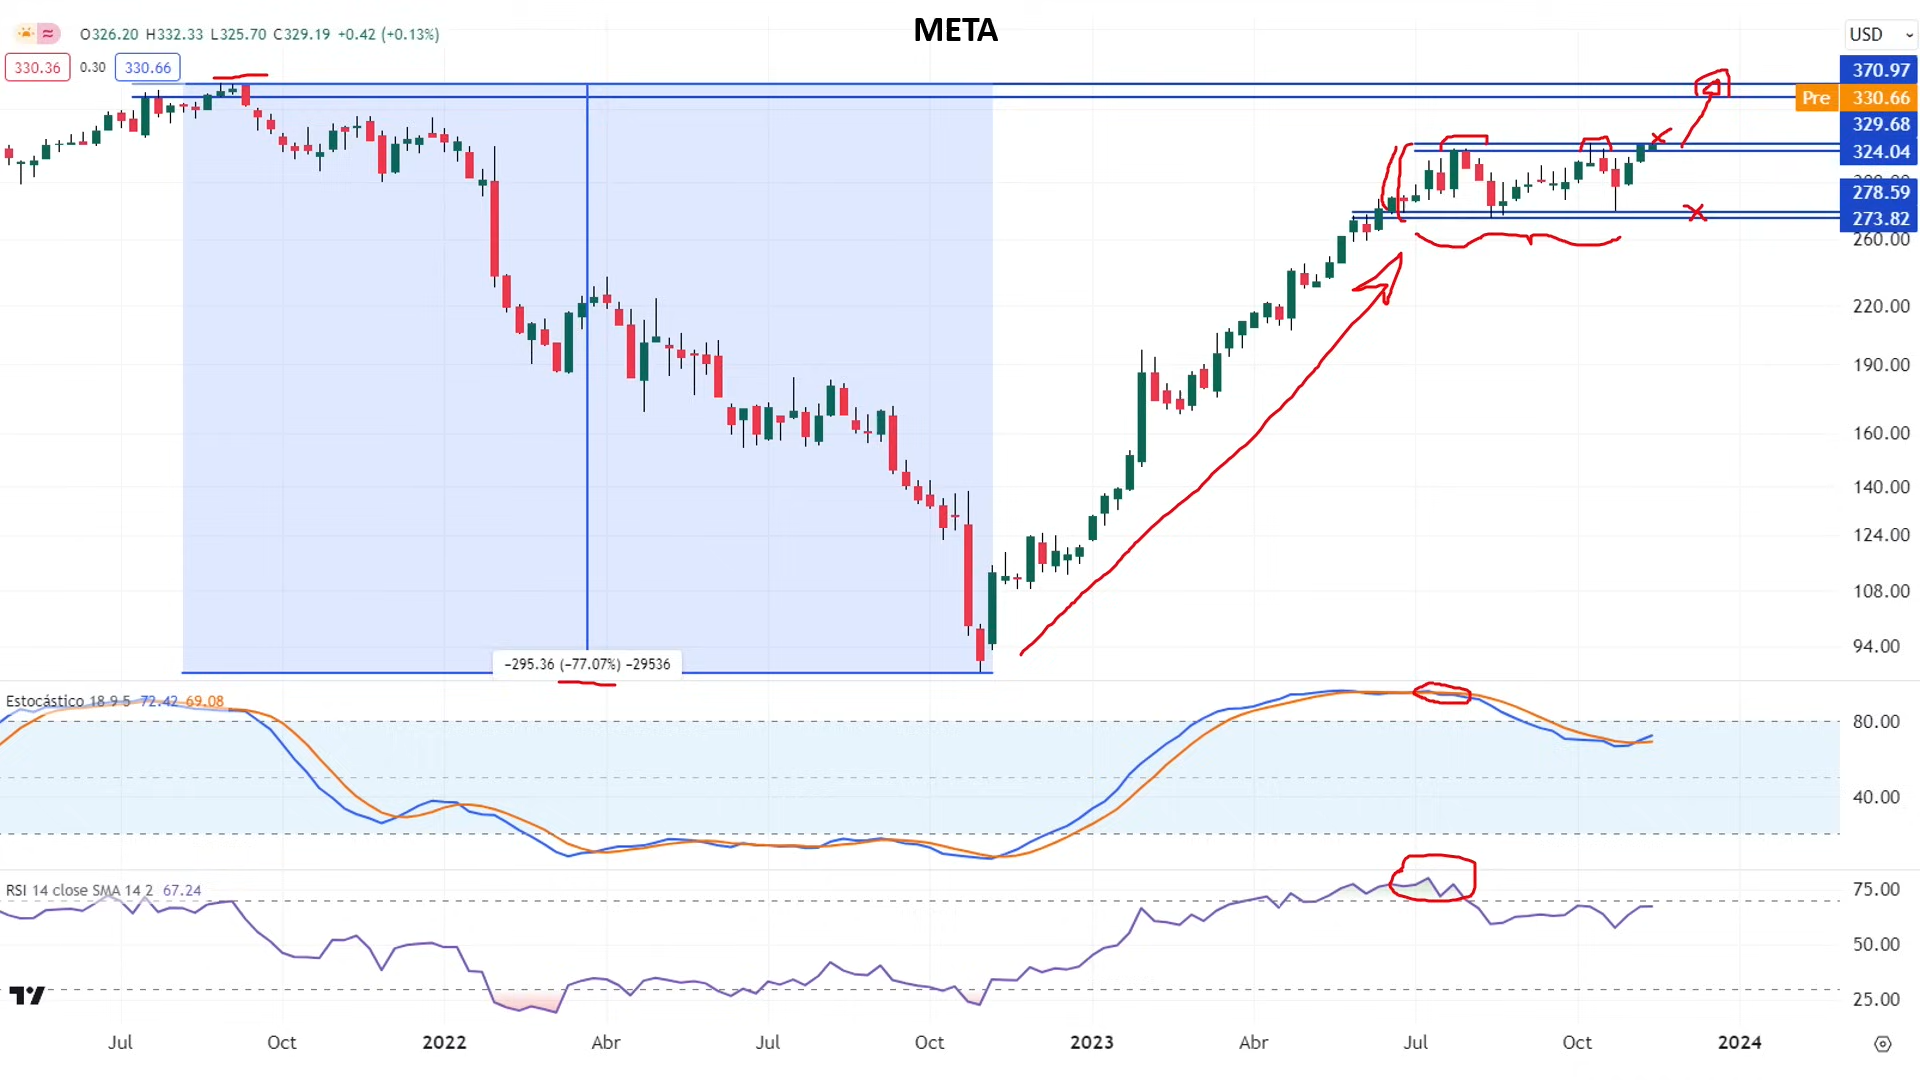 META
O326.20 H332.33 L325.70 C329.19 +0.42 (+0.13%)
330.36 0.30 330.66
USD
370.97
Pre 330.66
329.68
324.04
278.59
273.82
260.00
220.00
190.00
160.00
140.00
124.00
108.00
94.00
−295.36 (−77.07%) −29536
Estocástico 18 9 5 72.42 69.08
80.00
40.00
RSI 14 close SMA 14 2 67.24
75.00
50.00
25.00
Jul Oct 2022 Abr Jul Oct 2023 Abr Jul Oct 2024